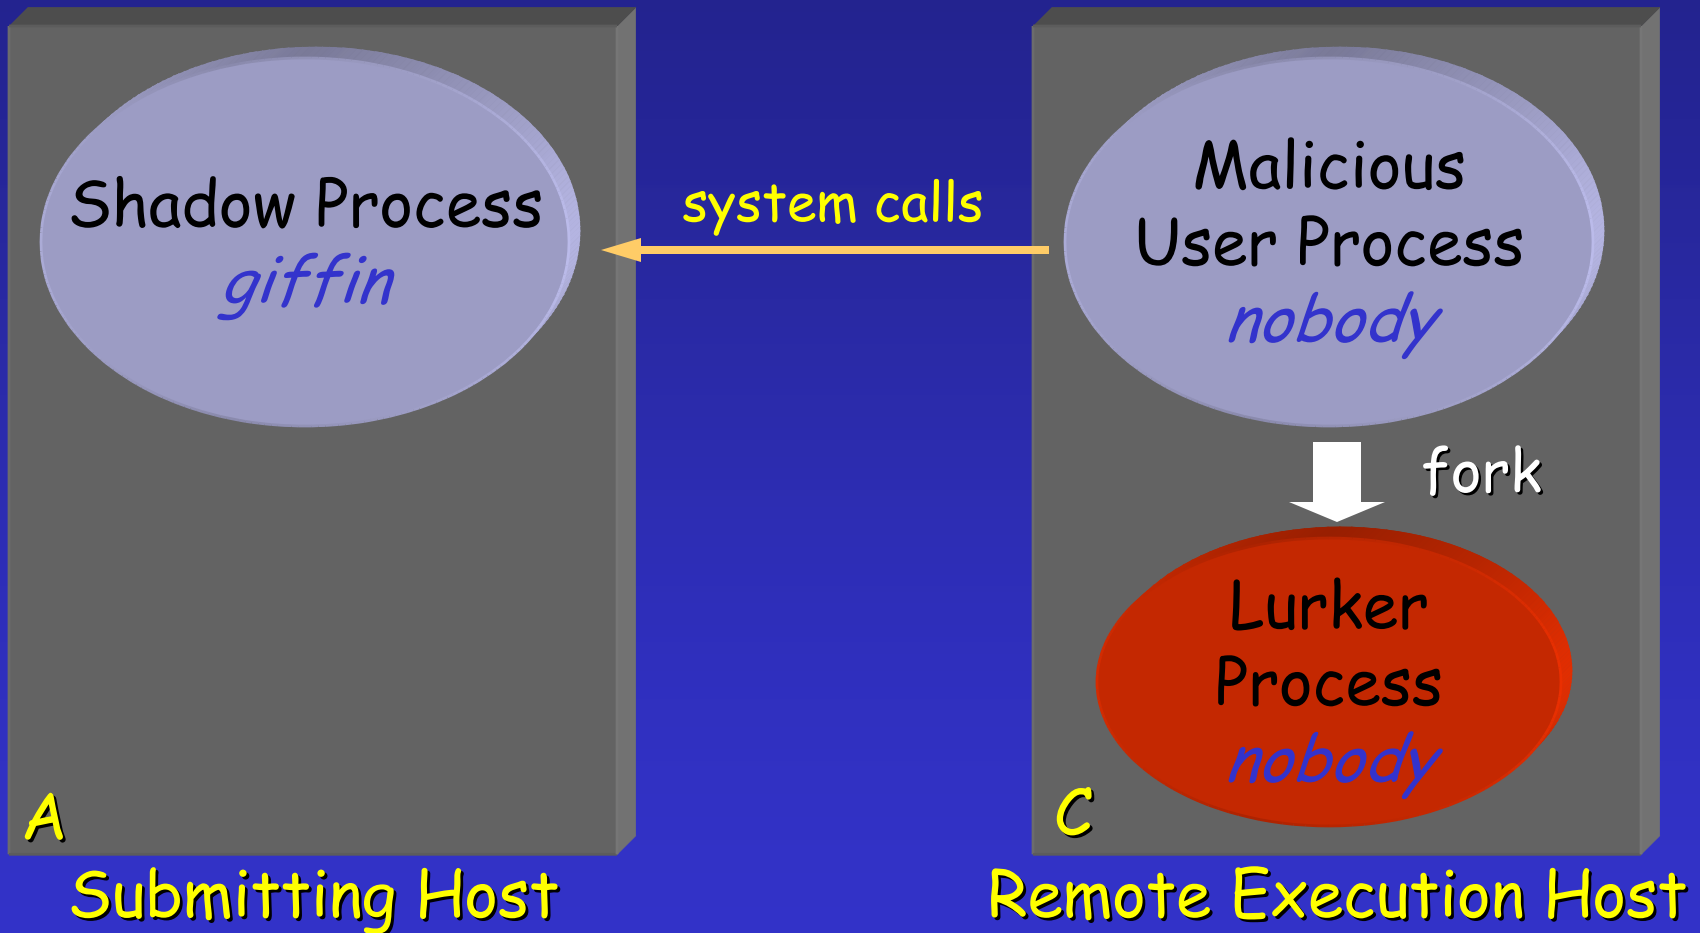 Shadow Process
giffin
system calls
Malicious
User Process
nobody
fork
Lurker
Process
nobody
A
C
Submitting Host
Remote Execution Host